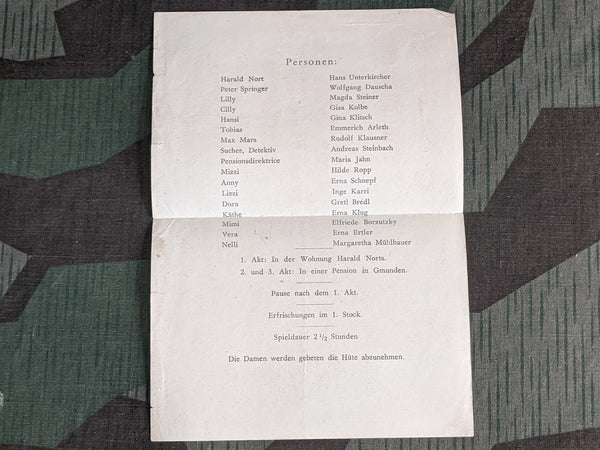 Personen:
Harald Nort Hans Unterkircher
Peter Springer Wolfgang Dauscha
Lilly Magda Steiner
Cilly Gisa Kolbe
Hansi Gina Klitsch
Tobias Emmerich Arleth
Max Mars Rudolf Klausner
Sucher, Detektiv Andreas Steinbach
Pensionsdirektrice Maria Jahn
Mizzi Hilde Ropp
Anny Erna Schnepf
Lizzi Inge Karri
Dora Gretl Bredl
Käthe Erna Klug
Mimi Elfriede Borzutzky
Vera Erna Ertler
Nelli Margaretha Mühlbauer
1. Akt: In der Wohnung Harald Norts.
2. und 3. Akt: In einer Pension in Gmunden.
Pause nach dem 1. Akt.
Erfrischungen im 1. Stock.
Spieldauer 2 1/2 Stunden
Die Damen werden gebeten die Hüte abzunehmen.